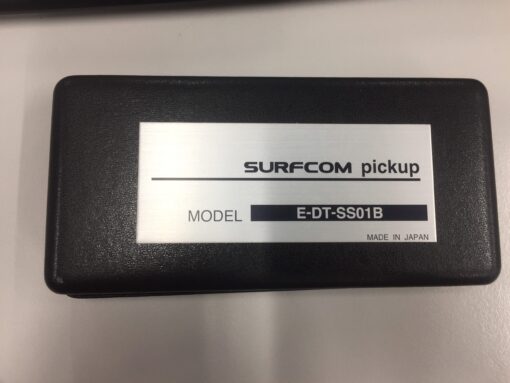 SURFCOM pickup
MODEL E-DT-SS01B
MADE IN JAPAN